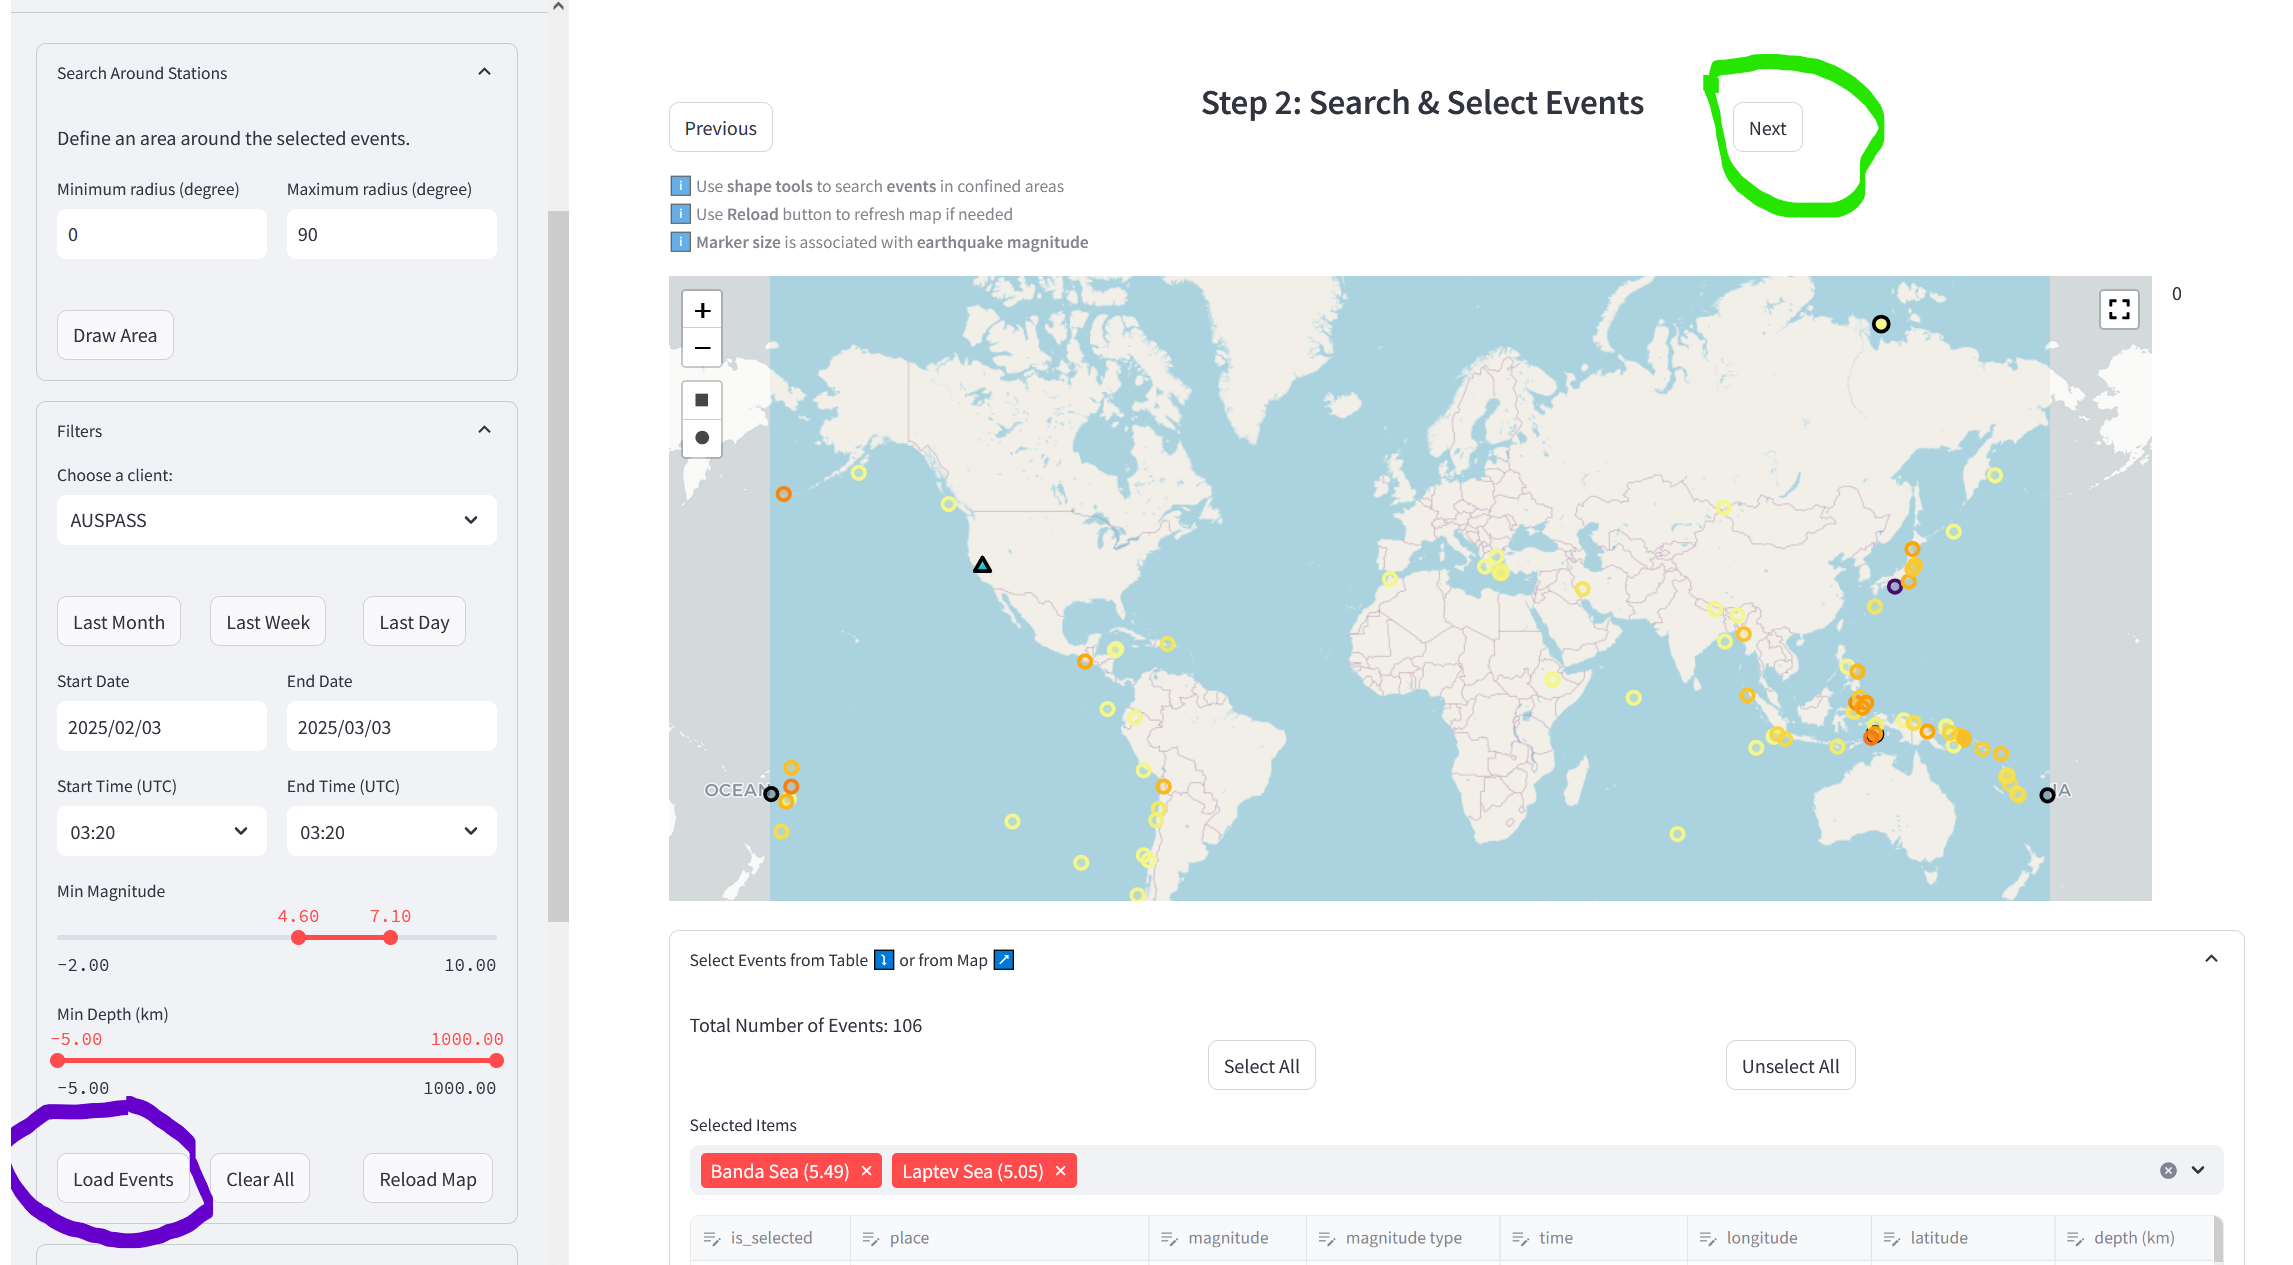 Search Around Stations
Define an area around the selected events.
Minimum radius (degree) Maximum radius (degree)
0 90
Draw Area
Filters
Choose a client:
AUSPASS
Last Month Last Week Last Day
Start Date End Date
2025/02/03 2025/03/03
Start Time (UTC) End Time (UTC)
03:20 03:20
Min Magnitude
4.60 7.10
-2.00 10.00
Min Depth (km)
-5.00 1000.00
-5.00 1000.00
Load Events Clear All Reload Map
Step 2: Search & Select Events
Previous Next
i Use shape tools to search events in confined areas
i Use Reload button to refresh map if needed
i Marker size is associated with earthquake magnitude
+
−
0
OCEAN IA
Select Events from Table or from Map
Total Number of Events: 106
Select All Unselect All
Selected Items
Banda Sea (5.49) × Laptev Sea (5.05) ×
is_selected place magnitude magnitude type time longitude latitude depth (km)